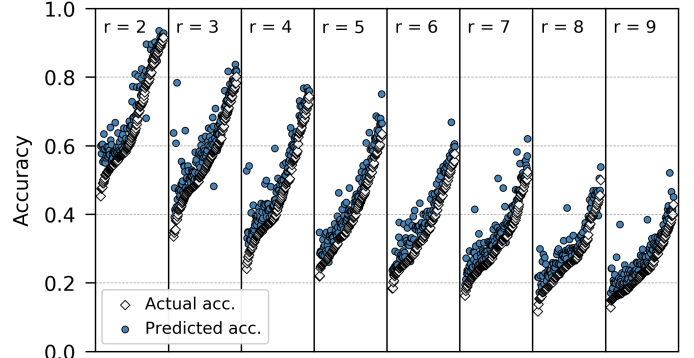 1.0
0.8
0.6
0.4
0.2
0.0
Accuracy
r = 2
r = 3
r = 4
r = 5
r = 6
r = 7
r = 8
r = 9
Actual acc.
Predicted acc.